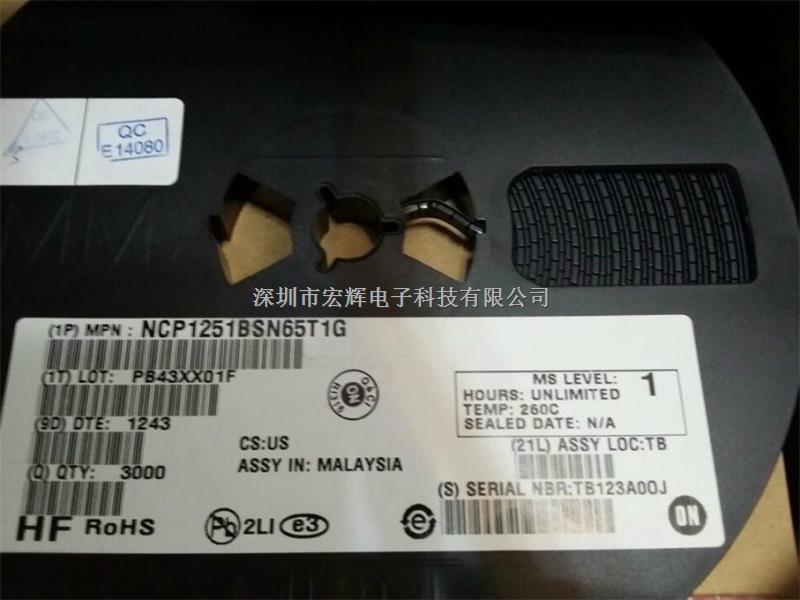 QC
E14080
深圳市宏辉电子科技有限公司
(1P) MPN : NCP1251BSN65T1G
(1T) LOT: PB43XX01F
(9D) DTE: 1243
(Q) QTY: 3000
CS:US
ASSY IN: MALAYSIA
ON
MS LEVEL: 1
HOURS: UNLIMITED
TEMP: 260C
SEALED DATE: N/A
(21L) ASSY LOC:TB
(S) SERIAL NBR:TB123A00J
HF RoHS
Pb 2LI e3
e
ON